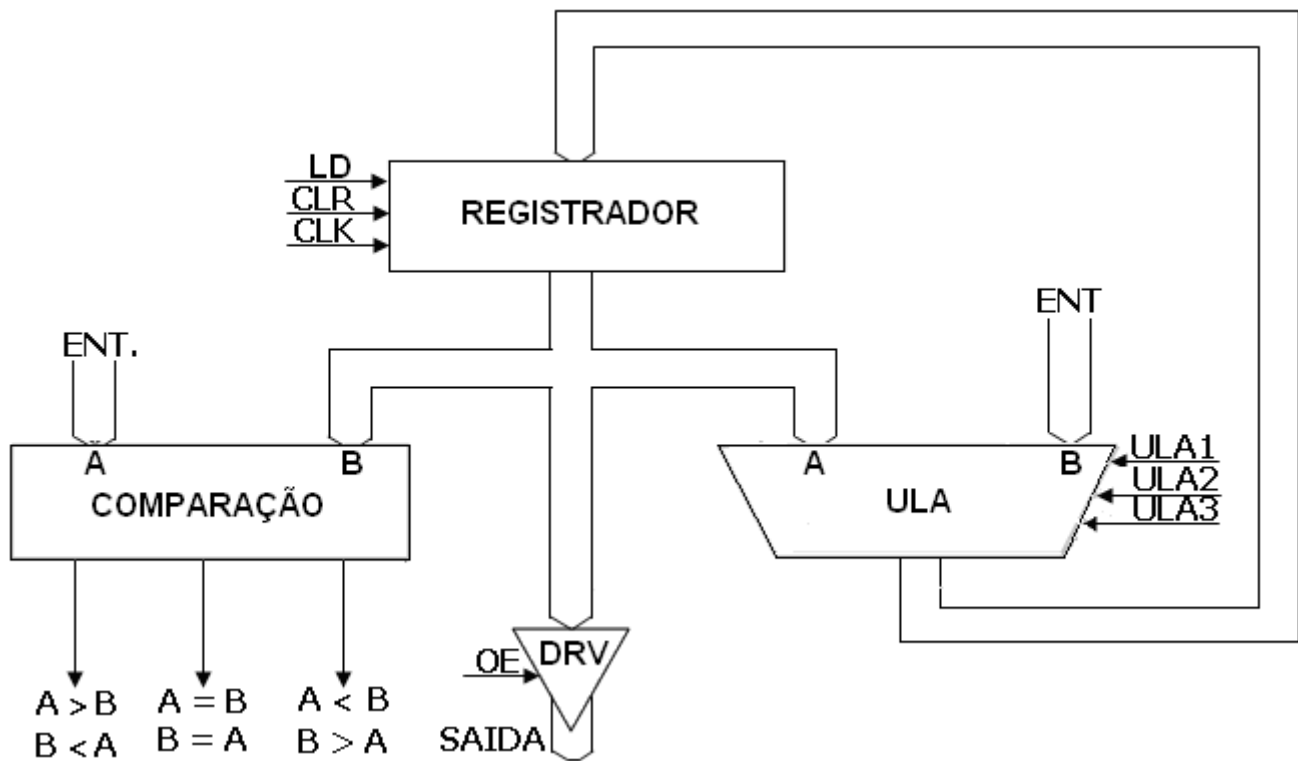 LD
CLR
CLK
REGISTRADOR
ENT.
ENT
A
B
COMPARAÇÃO
A
B
ULA
ULA1
ULA2
ULA3
A > B
B < A
A = B
B = A
A < B
B > A
OE
DRV
SAIDA